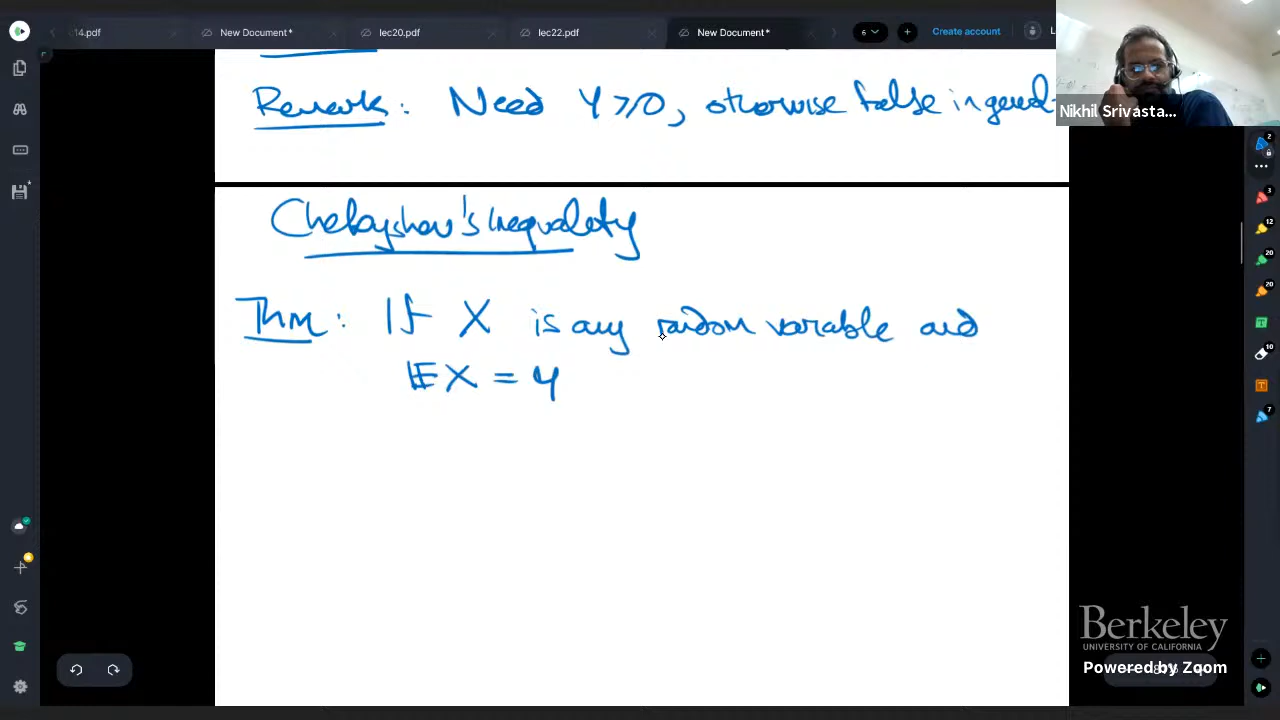 14.pdf New Document* lec20.pdf lec22.pdf New Document* 6 Create account
Remark: Need Y ≥ 0, otherwise false in general
Nikhil Srivasta...
Chebyshev's Inequality
Thm: If X is any random variable and
𝔼X = μ
Berkeley
UNIVERSITY OF CALIFORNIA
Powered by Zoom